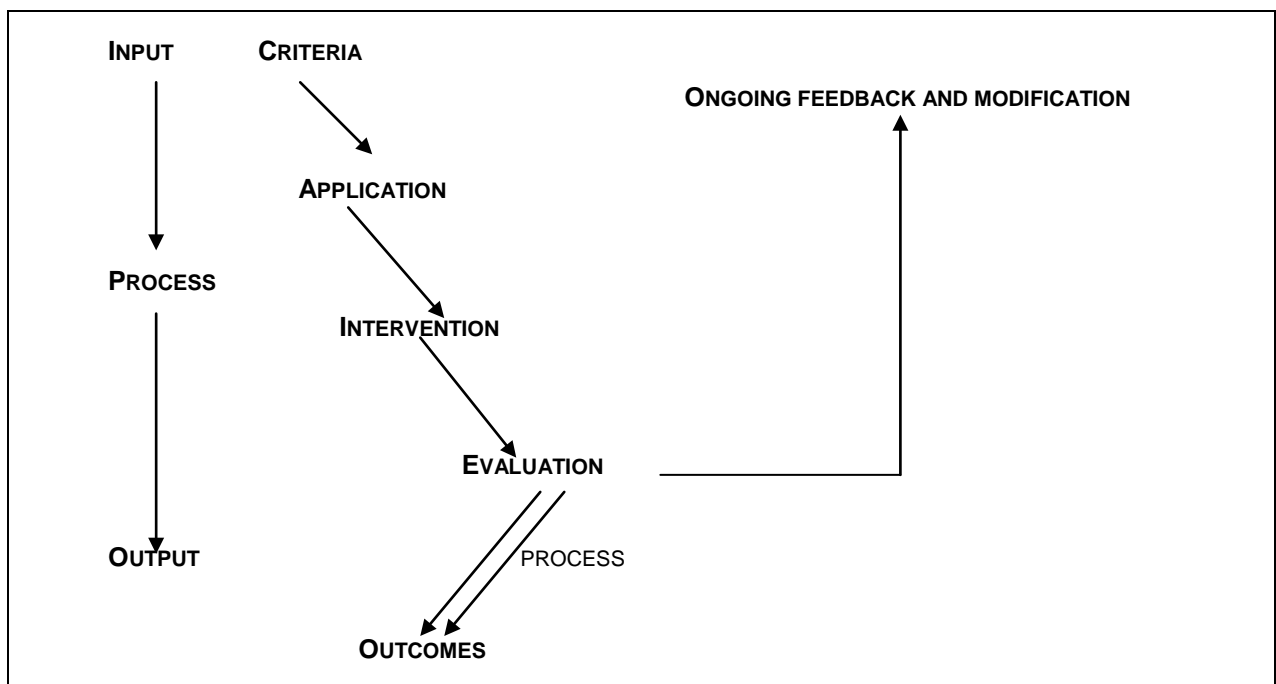 INPUT CRITERIA
ONGOING FEEDBACK AND MODIFICATION
APPLICATION
PROCESS
INTERVENTION
EVALUATION
OUTPUT PROCESS
OUTCOMES